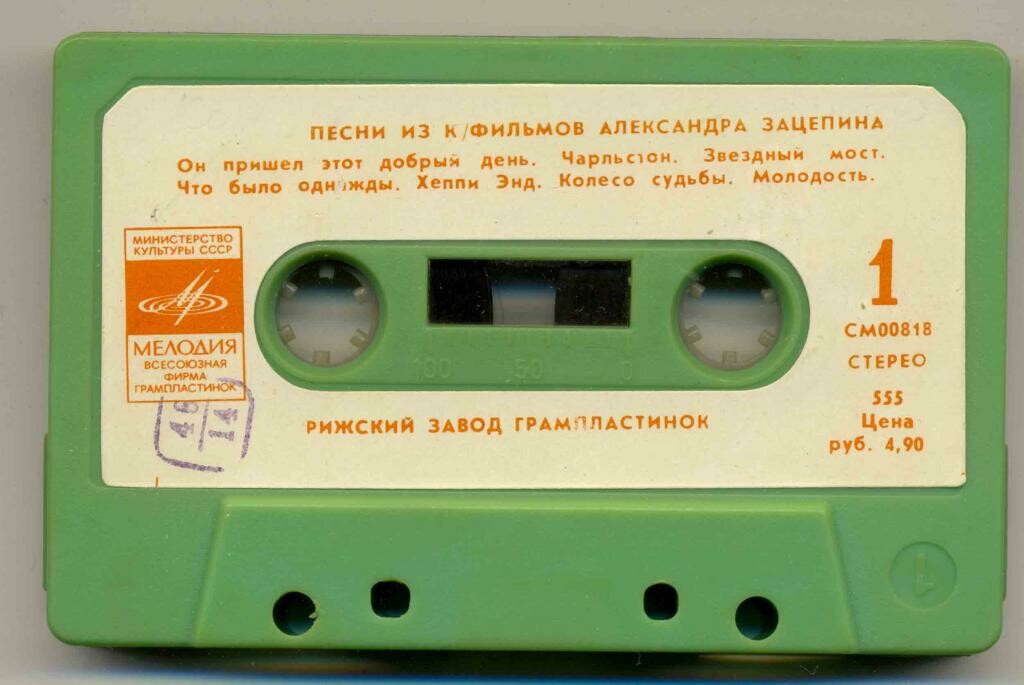 ПЕСНИ ИЗ К/ФИЛЬМОВ АЛЕКСАНДРА ЗАЦЕПИНА
Он пришел этот добрый день. Чарльстон. Звездный мост.
Что было однажды. Хеппи Энд. Колесо судьбы. Молодость.
МИНИСТЕРСТВО
КУЛЬТУРЫ СССР
МЕЛОДИЯ
ВСЕСОЮЗНАЯ
ФИРМА
ГРАМПЛАСТИНОК
1
СМ00818
СТЕРЕО
555
Цена
руб. 4,90
100 50
РИЖСКИЙ ЗАВОД ГРАМПЛАСТИНОК
14
1